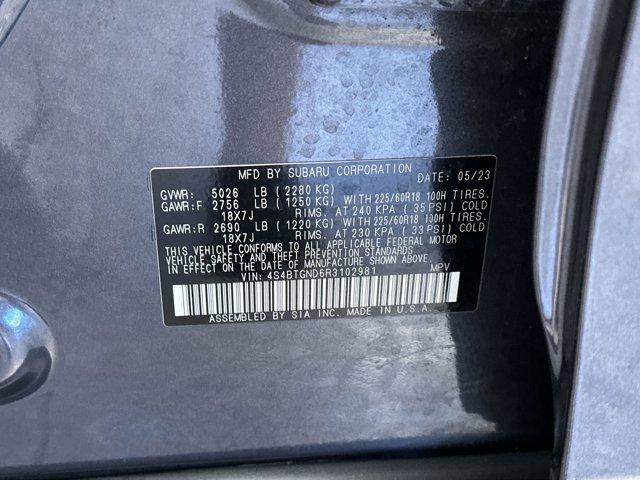 MFD BY SUBARU CORPORATION DATE: 05/23
GVWR: 5026 LB ( 2280 KG)
GAWR:F 2756 LB ( 1250 KG) WITH 225/60R18 100H TIRES.
18X7J RIMS. AT 240 KPA ( 35 PSI) COLD
GAWR:R 2690 LB ( 1220 KG) WITH 225/60R18 100H TIRES.
18X7J RIMS. AT 230 KPA ( 33 PSI) COLD
THIS VEHICLE CONFORMS TO ALL APPLICABLE FEDERAL MOTOR
VEHICLE SAFETY AND THEFT PREVENTION STANDARDS
IN EFFECT ON THE DATE OF MANUFACTURE SHOWN ABOVE.
VIN: 4S4BTGND6R3102981 MPV
ASSEMBLED BY SIA INC. MADE IN U.S.A.